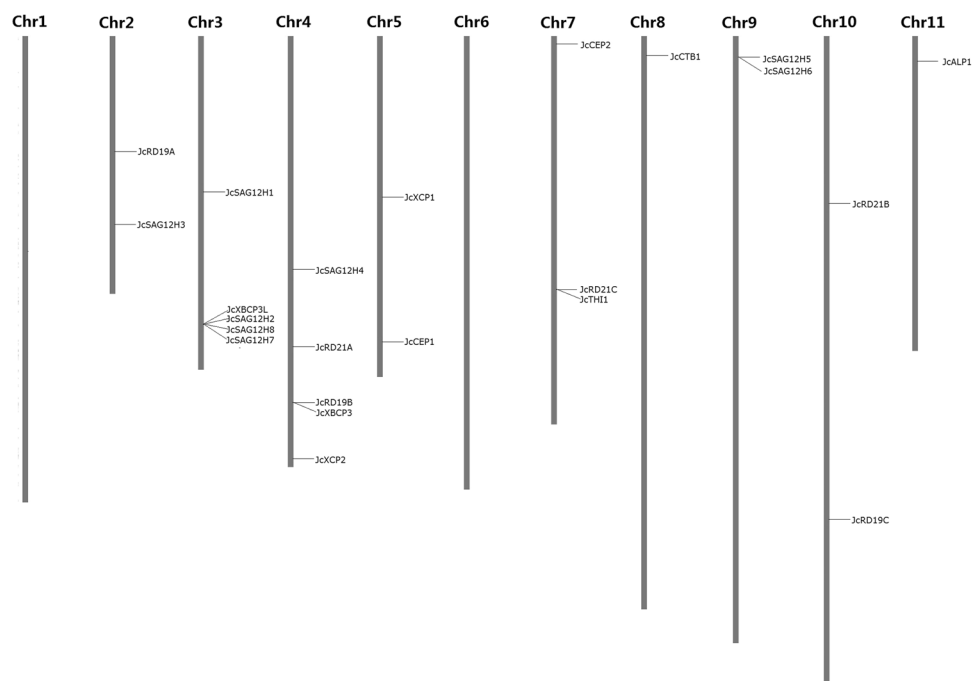 Chr1 Chr2 Chr3 Chr4 Chr5 Chr6 Chr7 Chr8 Chr9 Chr10 Chr11
JcRD19A
JcSAG12H3
JcSAG12H1
JcXBCP3L
JcSAG12H2
JcSAG12H8
JcSAG12H7
JcSAG12H4
JcRD21A
JcRD19B
JcXBCP3
JcXCP2
JcXCP1
JcCEP1
JcCEP2
JcRD21C
JcTHI1
JcCTB1
JcSAG12H5
JcSAG12H6
JcRD21B
JcRD19C
JcALP1